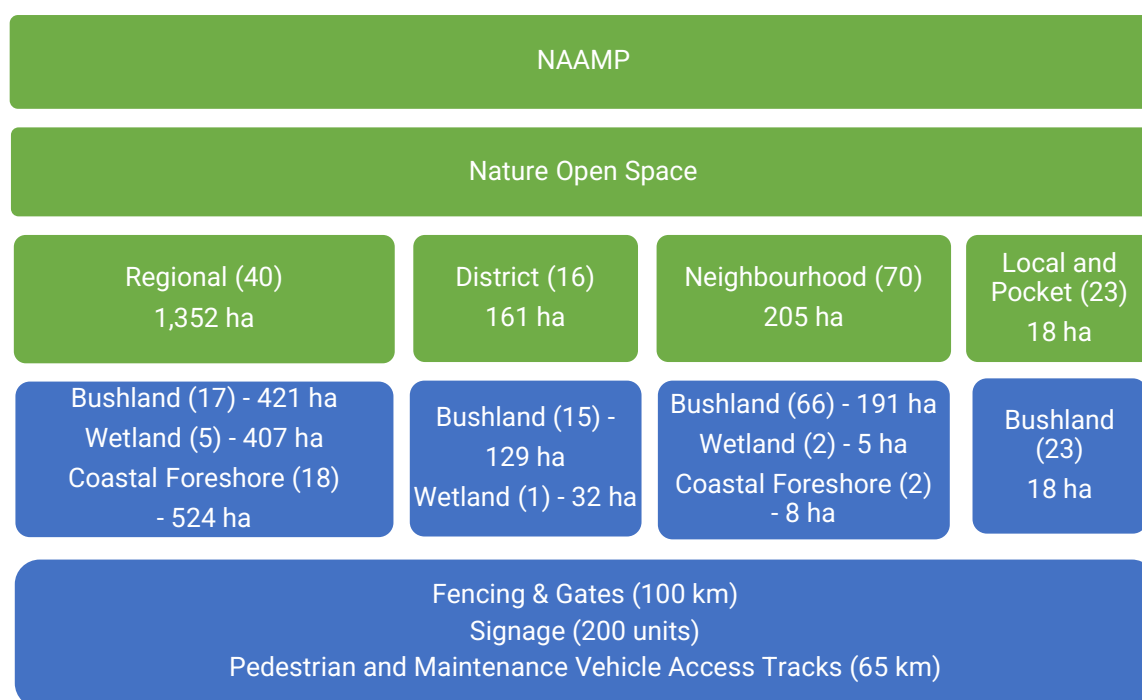 NAAMP
Nature Open Space
Regional (40)
1,352 ha
District (16)
161 ha
Neighbourhood (70)
205 ha
Local and
Pocket (23)
18 ha
Bushland (17) - 421 ha
Wetland (5) - 407 ha
Coastal Foreshore (18)
- 524 ha
Bushland (15) -
129 ha
Wetland (1) - 32 ha
Bushland (66) - 191 ha
Wetland (2) - 5 ha
Coastal Foreshore (2)
- 8 ha
Bushland
(23)
18 ha
Fencing & Gates (100 km)
Signage (200 units)
Pedestrian and Maintenance Vehicle Access Tracks (65 km)